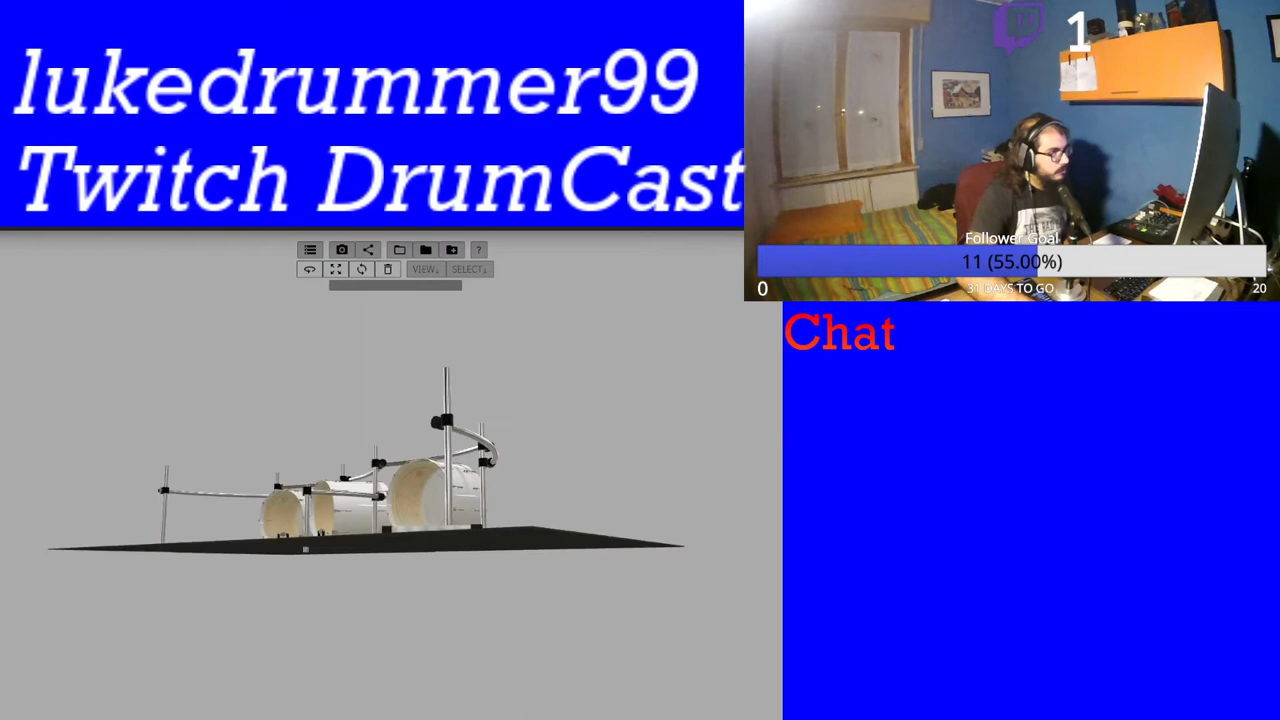 lukedrummer99
Twitch DrumCast
1
?
VIEW↓ SELECT↓
Follower Goal
11 (55.00%)
0 31 DAYS TO GO 20
Chat